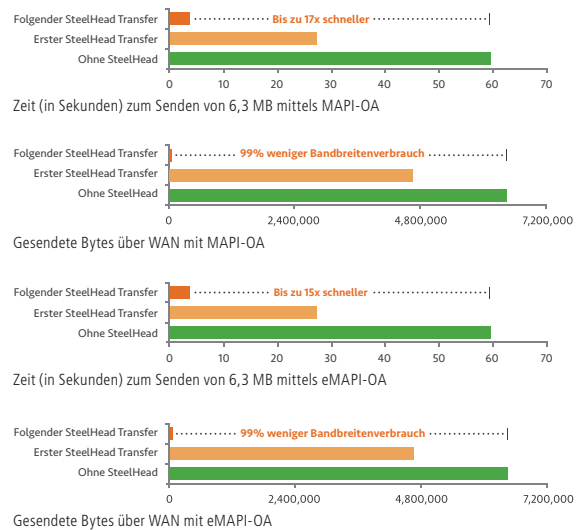 Folgender SteelHead Transfer
Bis zu 17x schneller
Erster SteelHead Transfer
Ohne SteelHead
0 10 20 30 40 50 60 70
Zeit (in Sekunden) zum Senden von 6,3 MB mittels MAPI-OA
Folgender SteelHead Transfer
99% weniger Bandbreitenverbrauch
Erster SteelHead Transfer
Ohne SteelHead
0 2,400,000 4,800,000 7,200,000
Gesendete Bytes über WAN mit MAPI-OA
Folgender SteelHead Transfer
Bis zu 15x schneller
Erster SteelHead Transfer
Ohne SteelHead
0 10 20 30 40 50 60 70
Zeit (in Sekunden) zum Senden von 6,3 MB mittels eMAPI-OA
Folgender SteelHead Transfer
99% weniger Bandbreitenverbrauch
Erster SteelHead Transfer
Ohne SteelHead
0 2,400,000 4,800,000 7,200,000
Gesendete Bytes über WAN mit eMAPI-OA